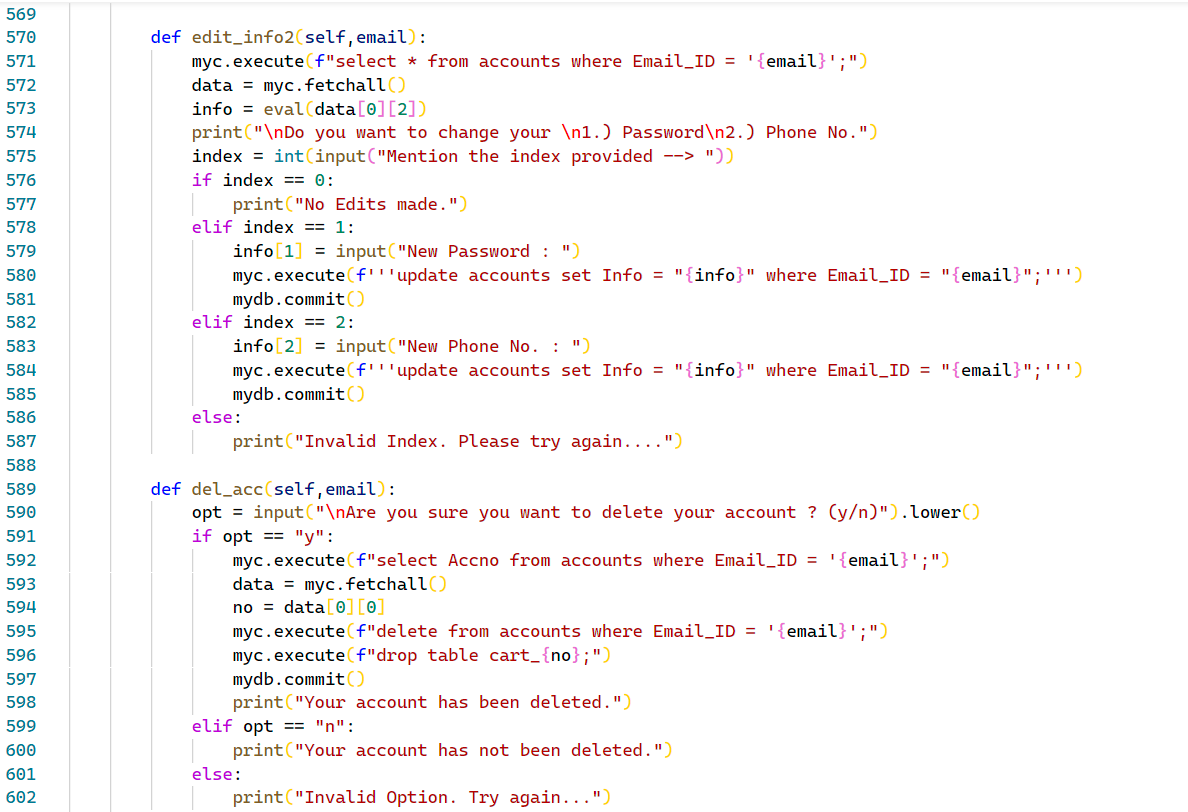 569
570 def edit_info2(self,email):
571 myc.execute(f"select * from accounts where Email_ID = '{email}';")
572 data = myc.fetchall()
573 info = eval(data[0][2])
574 print("\nDo you want to change your \n1.) Password\n2.) Phone No.")
575 index = int(input("Mention the index provided --> "))
576 if index == 0:
577 print("No Edits made.")
578 elif index == 1:
579 info[1] = input("New Password : ")
580 myc.execute(f'''update accounts set Info = "{info}" where Email_ID = "{email}";''')
581 mydb.commit()
582 elif index == 2:
583 info[2] = input("New Phone No. : ")
584 myc.execute(f'''update accounts set Info = "{info}" where Email_ID = "{email}";''')
585 mydb.commit()
586 else:
587 print("Invalid Index. Please try again....")
588
589 def del_acc(self,email):
590 opt = input("\nAre you sure you want to delete your account ? (y/n)").lower()
591 if opt == "y":
592 myc.execute(f"select Accno from accounts where Email_ID = '{email}';")
593 data = myc.fetchall()
594 no = data[0][0]
595 myc.execute(f"delete from accounts where Email_ID = '{email}';")
596 myc.execute(f"drop table cart_{no};")
597 mydb.commit()
598 print("Your account has been deleted.")
599 elif opt == "n":
600 print("Your account has not been deleted.")
601 else:
602 print("Invalid Option. Try again...")